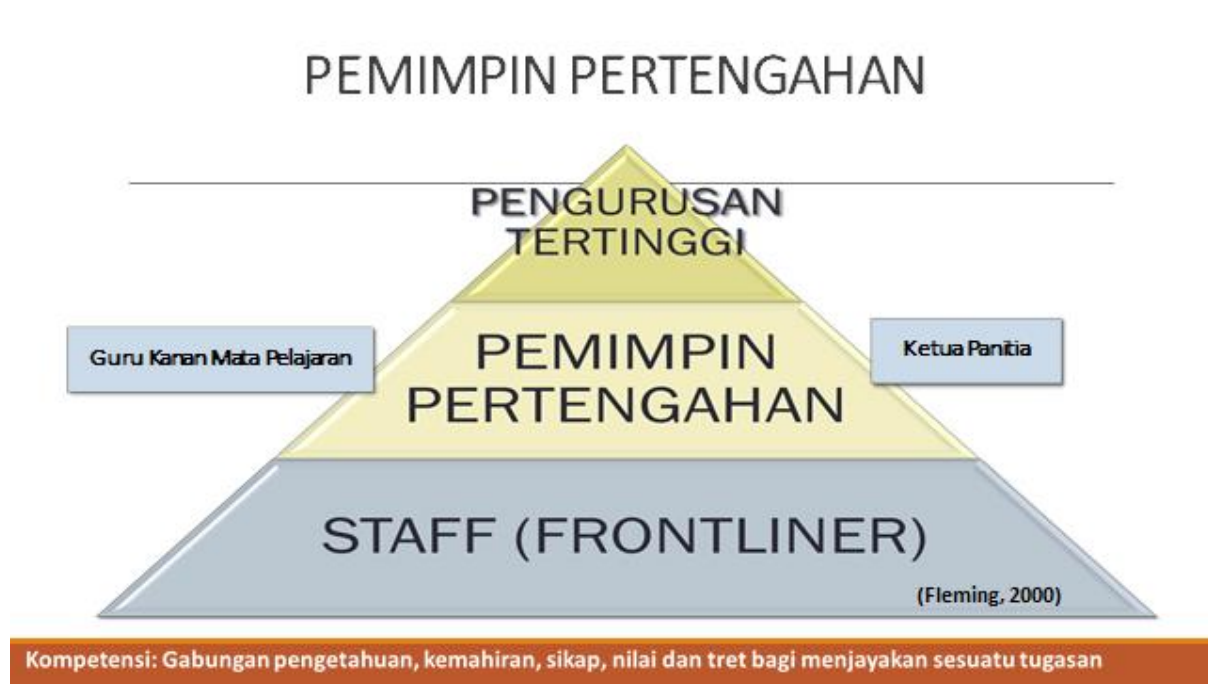 PEMIMPIN PERTENGAHAN
PENGURUSAN
TERTINGGI
Guru Kanan Mata Pelajaran
PEMIMPIN
PERTENGAHAN
Ketua Panitia
STAFF (FRONTLINER)
(Fleming, 2000)
Kompetensi: Gabungan pengetahuan, kemahiran, sikap, nilai dan tret bagi menjayakan sesuatu tugasan